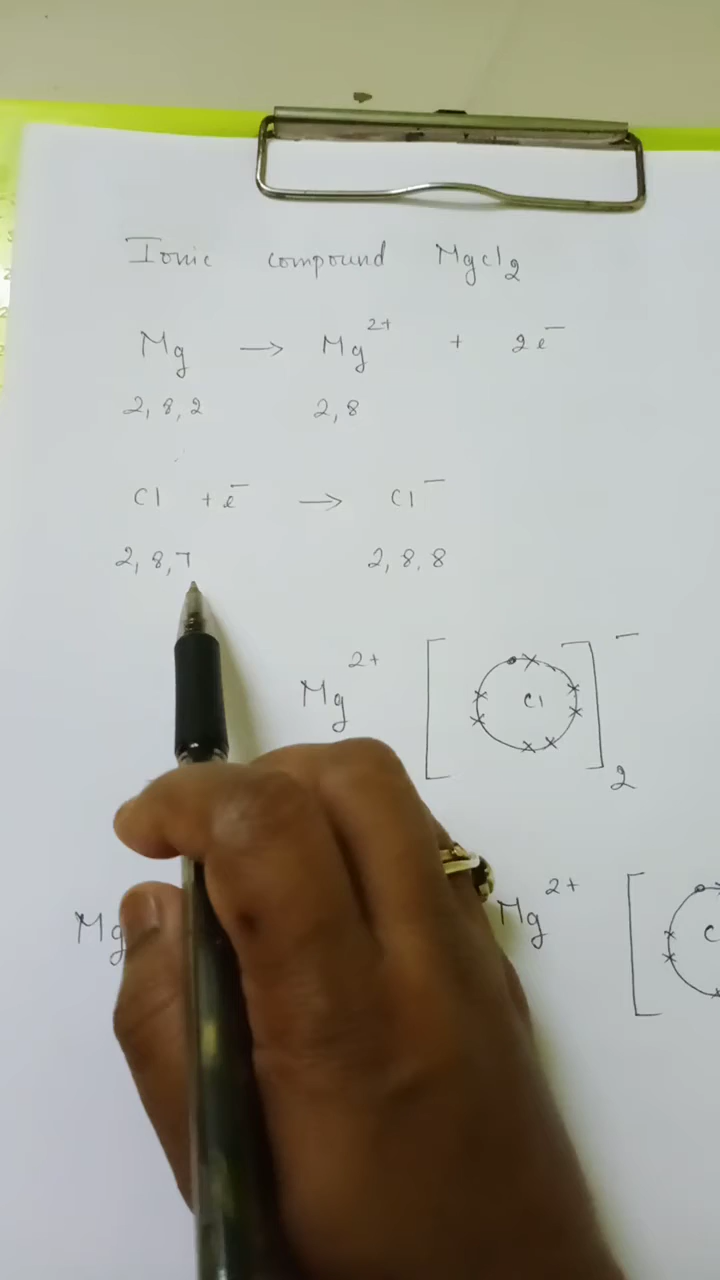 Ionic compound Mgcl₂
Mg → Mg²⁺ + 2e⁻
2, 8, 2 2, 8
Cl + e⁻ → Cl⁻
2, 8, 7 2, 8, 8
Mg²⁺ [Cl]₂⁻
Mg Mg²⁺ [C